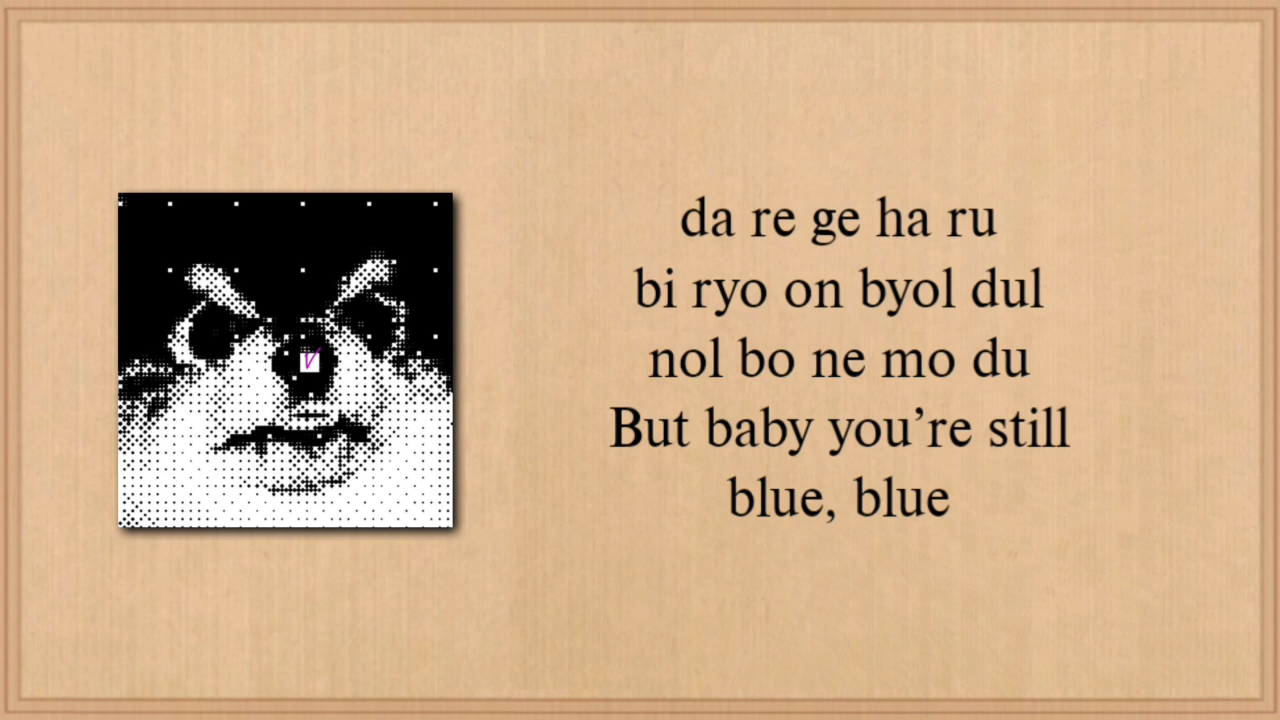 V
da re ge ha ru
bi ryo on byol dul
nol bo ne mo du
But baby you’re still
blue, blue